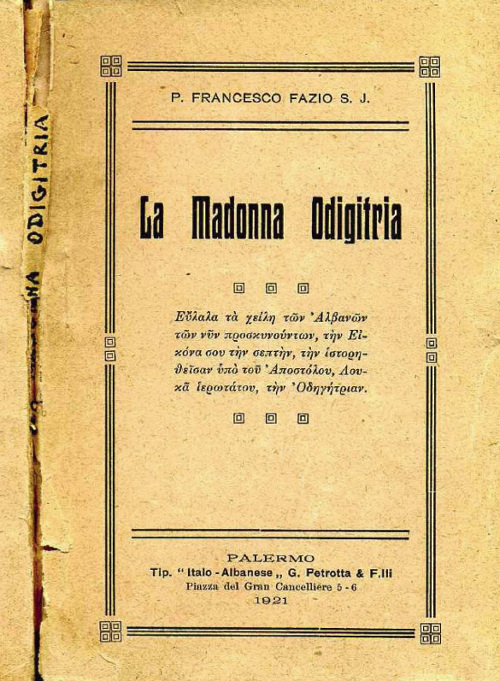 P. FRANCESCO FAZIO S. J.
La Madonna Odigitria
Εὔλαλα τὰ χείλη τῶν Ἀλβανῶν
τῶν νῦν προσκυνούντων, τὴν Εἰ-
κόνα σου τὴν σεπτὴν, τὴν ἱστορη-
θεῖσαν ὑπὸ τοῦ Ἀποστόλου, Λου-
κᾶ ἱερωτάτου, τὴν Ὁδηγήτριαν.
PALERMO
Tip. “ Italo - Albanese „ G. Petrotta & F.lli
Piazza del Gran Cancelliere 5 - 6
1921
NA ODIGITRIA